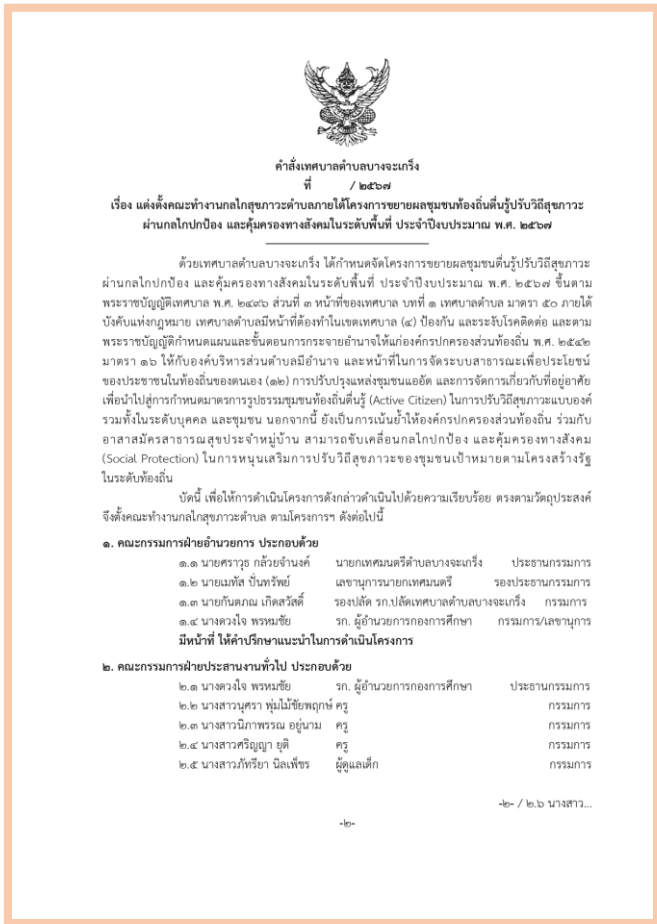 คำสั่งเทศบาลตำบลบางจะเกร็ง
ที่ / ๒๕๖๗
เรื่อง แต่งตั้งคณะทำงานกลไกสุขภาวะตำบลภายใต้โครงการขยายผลชุมชนท้องถิ่นตื่นรู้ปรับวิถีสุขภาวะ
ผ่านกลไกปกป้อง และคุ้มครองทางสังคมในระดับพื้นที่ ประจำปีงบประมาณ พ.ศ. ๒๕๖๗
ด้วยเทศบาลตำบลบางจะเกร็ง ได้กำหนดจัดโครงการขยายผลชุมชนตื่นรู้ปรับวิถีสุขภาวะ
ผ่านกลไกปกป้อง และคุ้มครองทางสังคมในระดับพื้นที่ ประจำปีงบประมาณ พ.ศ. ๒๕๖๗ ขึ้นตาม
พระราชบัญญัติเทศบาล พ.ศ. ๒๔๙๖ ส่วนที่ ๓ หน้าที่ของเทศบาล บทที่ ๑ เทศบาลตำบล มาตรา ๕๐ ภายใต้
บังคับแห่งกฎหมาย เทศบาลตำบลมีหน้าที่ต้องทำในเขตเทศบาล (๔) ป้องกัน และระงับโรคติดต่อ และตาม
พระราชบัญญัติกำหนดแผนและขั้นตอนการกระจายอำนาจให้แก่องค์กรปกครองส่วนท้องถิ่น พ.ศ. ๒๕๔๒
มาตรา ๑๖ ให้กับองค์บริหารส่วนตำบลมีอำนาจ และหน้าที่ในการจัดระบบสาธารณะเพื่อประโยชน์
ของประชาชนในท้องถิ่นของตนเอง (๑๒) การปรับปรุงแหล่งชุมชนแออัด และการจัดการเกี่ยวกับที่อยู่อาศัย
เพื่อนำไปสู่การกำหนดมาตรการรูปธรรมชุมชนท้องถิ่นตื่นรู้ (Active Citizen) ในการปรับวิถีสุขภาวะแบบองค์
รวมทั้งในระดับบุคคล และชุมชน นอกจากนี้ ยังเป็นการเน้นย้ำให้องค์กรปกครองส่วนท้องถิ่น ร่วมกับ
อาสาสมัครสาธารณสุขประจำหมู่บ้าน สามารถขับเคลื่อนกลไกปกป้อง และคุ้มครองทางสังคม
(Social Protection) ในการหนุนเสริมการปรับวิถีสุขภาวะของชุมชนเป้าหมายตามโครงสร้างรัฐ
ในระดับท้องถิ่น
บัดนี้ เพื่อให้การดำเนินโครงการดังกล่าวดำเนินไปด้วยความเรียบร้อย ตรงตามวัตถุประสงค์
จึงตั้งคณะทำงานกลไกสุขภาวะตำบล ตามโครงการฯ ดังต่อไปนี้
๑. คณะกรรมการฝ่ายอำนวยการ ประกอบด้วย
๑.๑ นายศราวุธ กล้วยจำนงค์ นายกเทศมนตรีตำบลบางจะเกร็ง ประธานกรรมการ
๑.๒ นายเมทัส ปั่นทรัพย์ เลขานุการนายกเทศมนตรี รองประธานกรรมการ
๑.๓ นายกันตภณ เกิดสวัสดิ์ รองปลัด รก.ปลัดเทศบาลตำบลบางจะเกร็ง กรรมการ
๑.๔ นางดวงใจ พรหมชัย รก. ผู้อำนวยการกองการศึกษา กรรมการ/เลขานุการ
มีหน้าที่ ให้คำปรึกษาแนะนำในการดำเนินโครงการ
๒. คณะกรรมการฝ่ายประสานงานทั่วไป ประกอบด้วย
๒.๑ นางดวงใจ พรหมชัย รก. ผู้อำนวยการกองการศึกษา ประธานกรรมการ
๒.๒ นางสาวนุศรา พุ่มไม้ชัยพฤกษ์ ครู กรรมการ
๒.๓ นางสาวนิภาพรรณ อยู่นาม ครู กรรมการ
๒.๔ นางสาวศริญญา ยุติ ครู กรรมการ
๒.๕ นางสาวภัทรียา นิลเพ็ชร ผู้ดูแลเด็ก กรรมการ
-๒- / ๒.๖ นางสาว...
-๒-